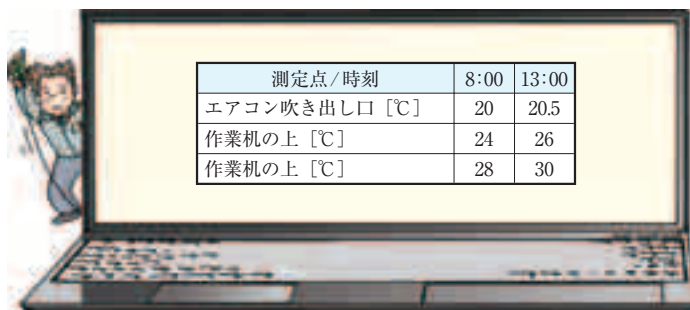 測定点/時刻 8:00 13:00
エアコン吹き出し口［℃］ 20 20.5
作業机の上［℃］ 24 26
作業机の上［℃］ 28 30